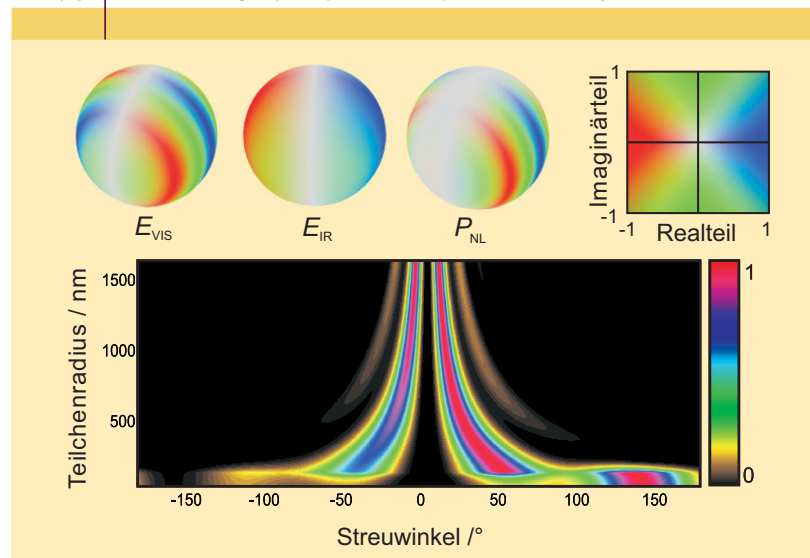 E_VIS E_IR P_NL
Imaginärteil
1
-1
-1 Realteil 1
Teilchenradius / nm
1500
1000
500
1
0
-150 -100 -50 0 50 100 150
Streuwinkel /°